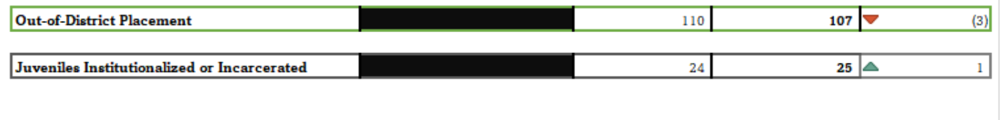 Out-of-District Placement 110 107 (3)
Juveniles Institutionalized or Incarcerated 24 25 1